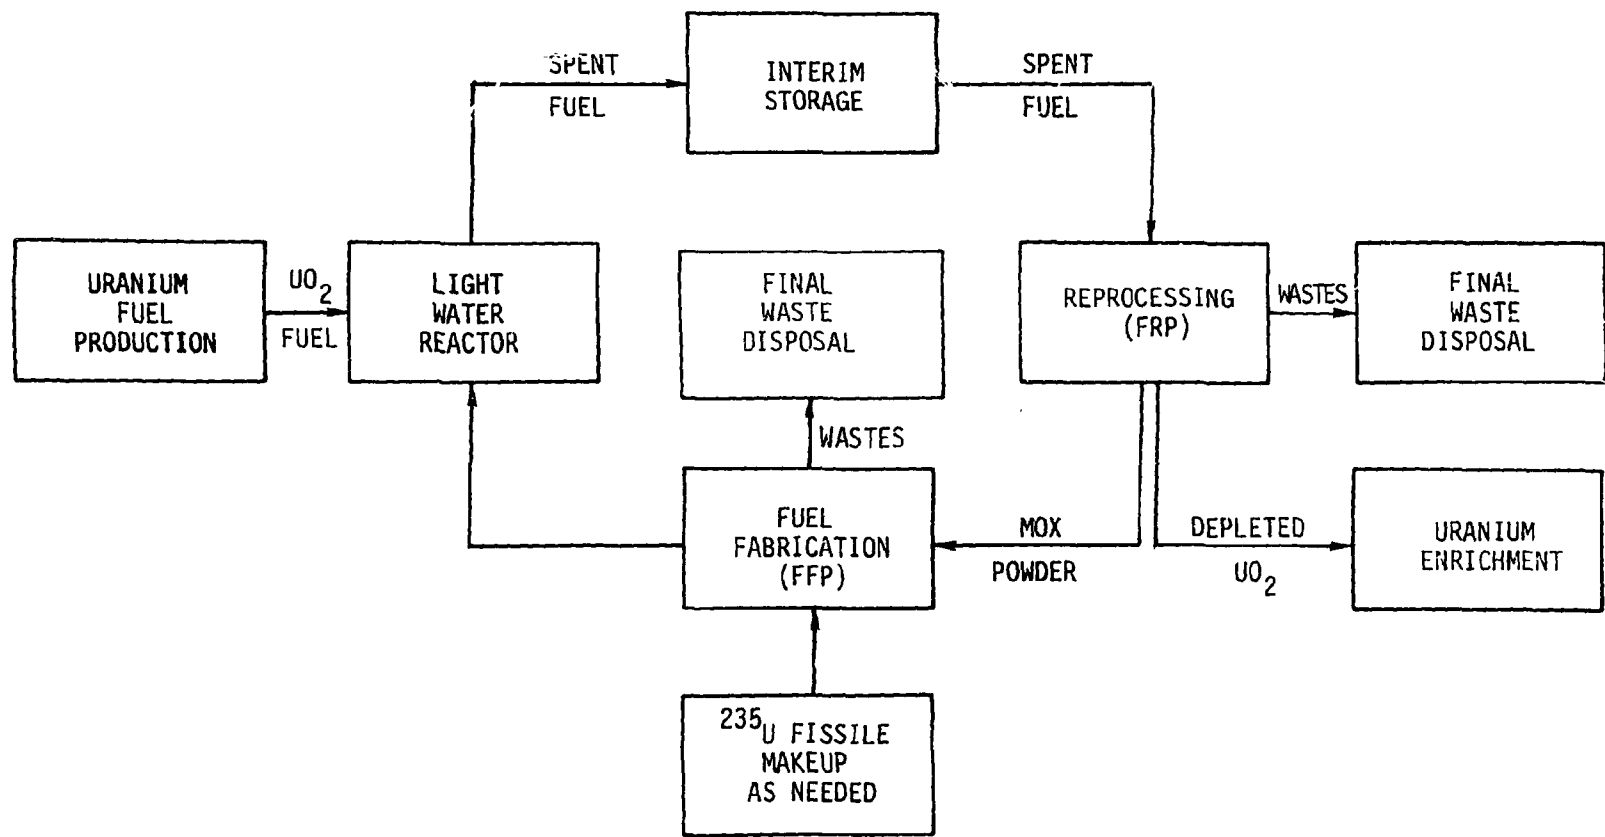 SPENT
FUEL
INTERIM
STORAGE
SPENT
FUEL
URANIUM
FUEL
PRODUCTION
UO₂
FUEL
LIGHT
WATER
REACTOR
FINAL
WASTE
DISPOSAL
REPROCESSING
(FRP)
WASTES
FINAL
WASTE
DISPOSAL
WASTES
FUEL
FABRICATION
(FFP)
MOX
POWDER
DEPLETED
UO₂
URANIUM
ENRICHMENT
²³⁵U FISSILE
MAKEUP
AS NEEDED